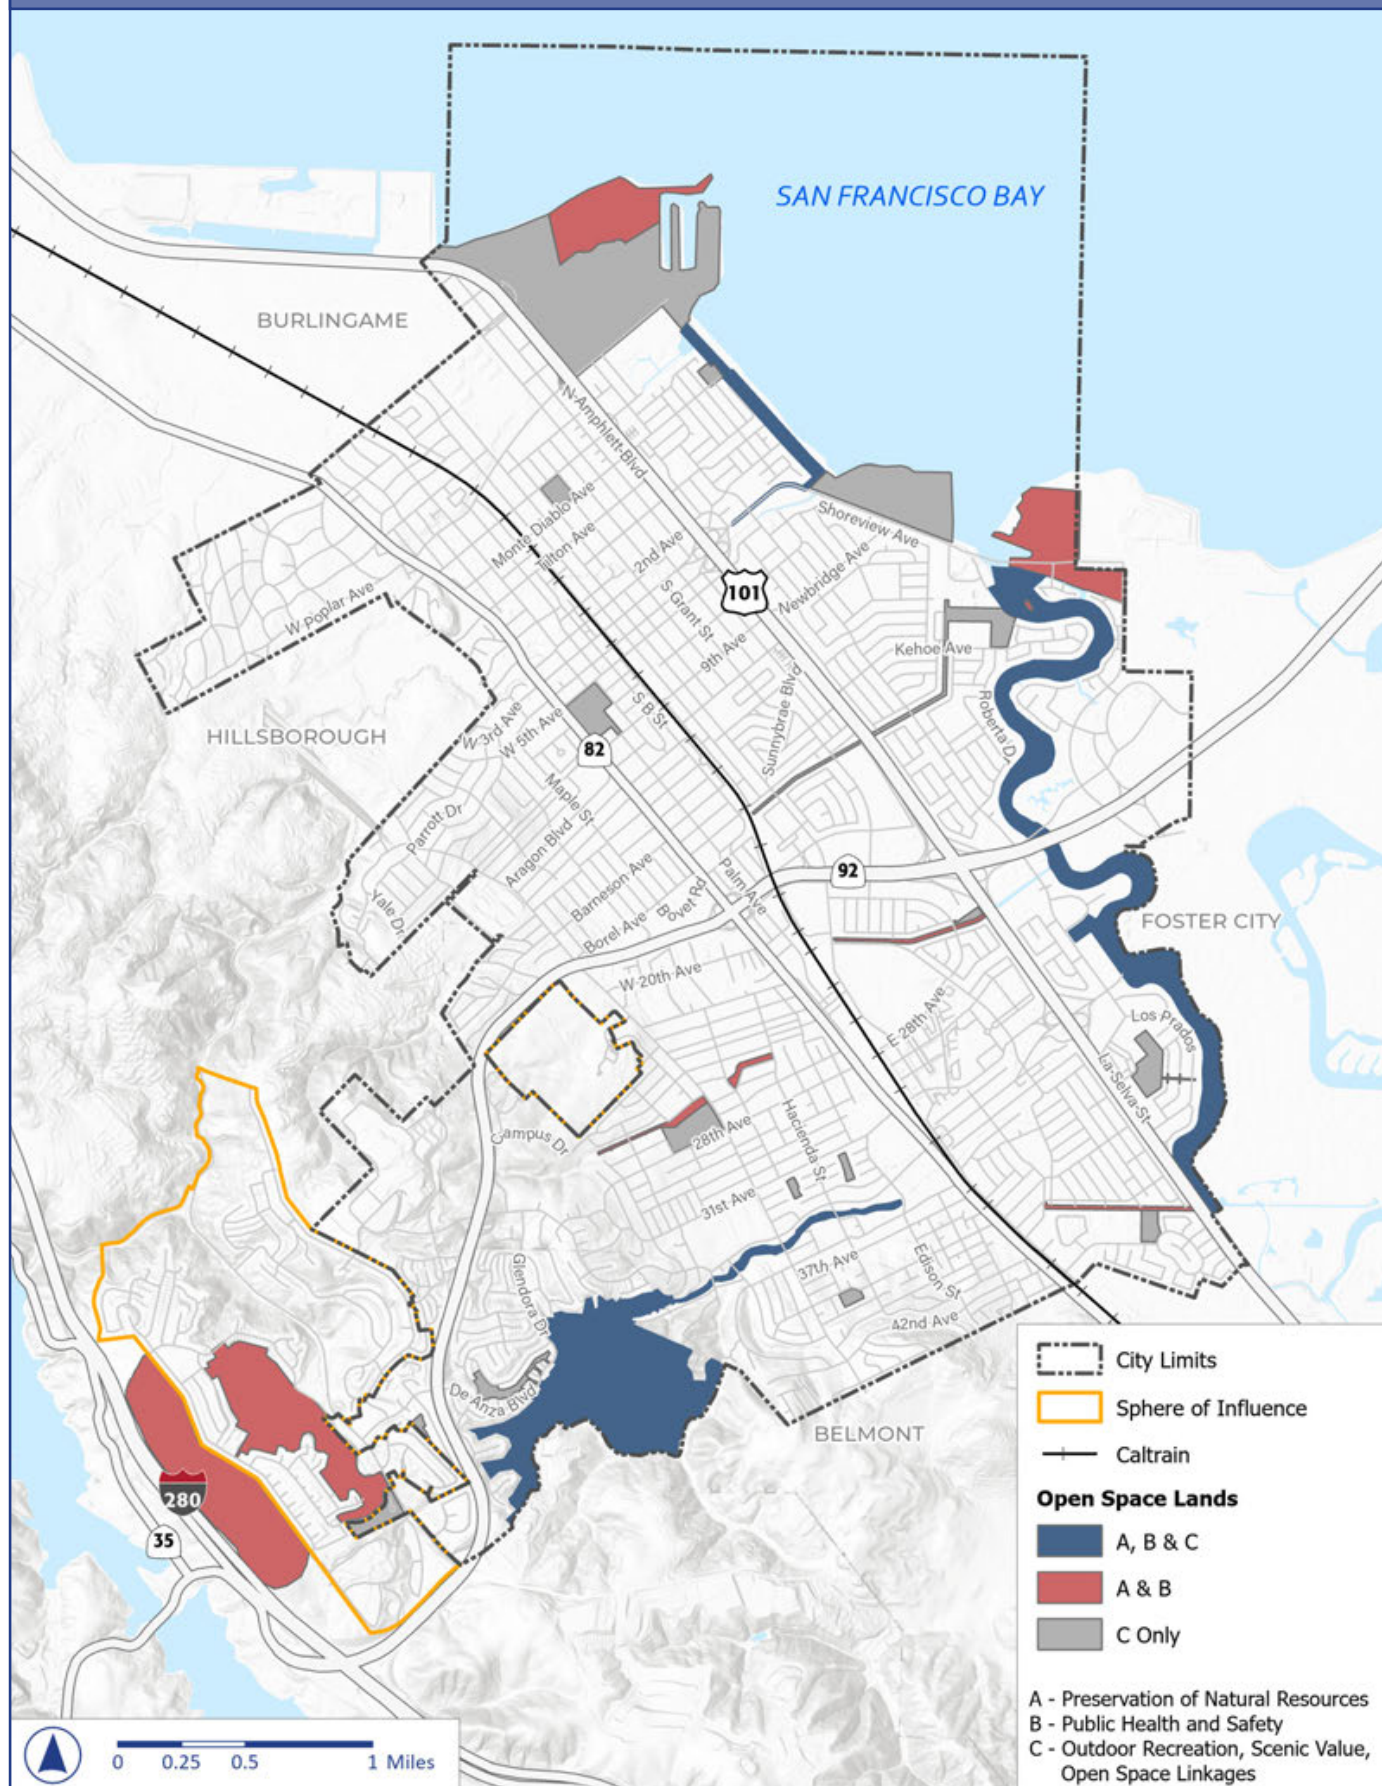 SAN FRANCISCO BAY
BURLINGAME
N Amphlett Blvd
Monte Diablo Ave
Tilton Ave
2nd Ave
Shoreview Ave
S Grant St
101
Newbridge Ave
W Poplar Ave
9th Ave
Kehoe Ave
HILLSBOROUGH
W 3rd Ave
W 5th Ave
S B St
82
Sunnybrae Blvd
Roberta Dr
Maple St
Parrott Dr
Aragon Blvd
Barneson Ave
Bovet Rd
Palm Ave
92
Yale Dr
Borel Ave
FOSTER CITY
W 20th Ave
E 28th Ave
Los Prados
La Selva St
Campus Dr
28th Ave
Hacienda St
31st Ave
Glendora Dr
37th Ave
Edison St
42nd Ave
De Anza Blvd
BELMONT
280
35
City Limits
Sphere of Influence
Caltrain
Open Space Lands
A, B & C
A & B
C Only
A - Preservation of Natural Resources
B - Public Health and Safety
C - Outdoor Recreation, Scenic Value,
Open Space Linkages
0 0.25 0.5 1 Miles